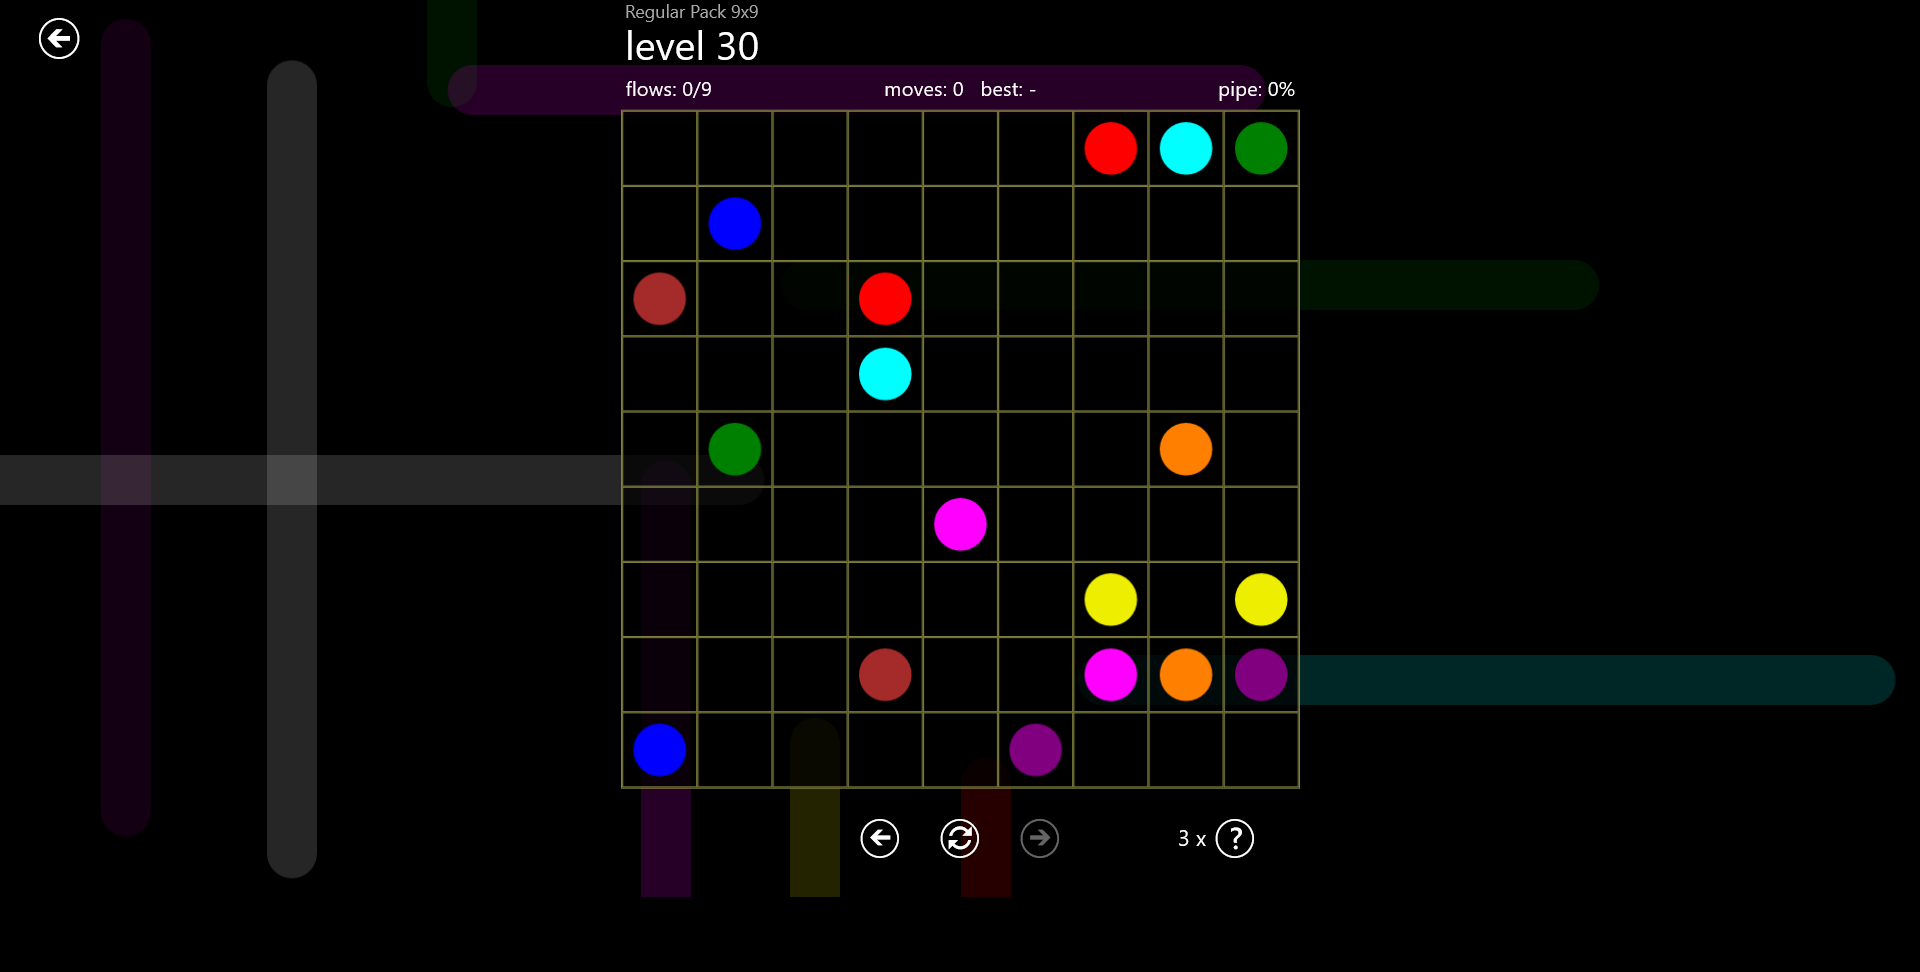 Regular Pack 9x9
level 30
flows: 0/9 moves: 0 best: - pipe: 0%
3 x ?